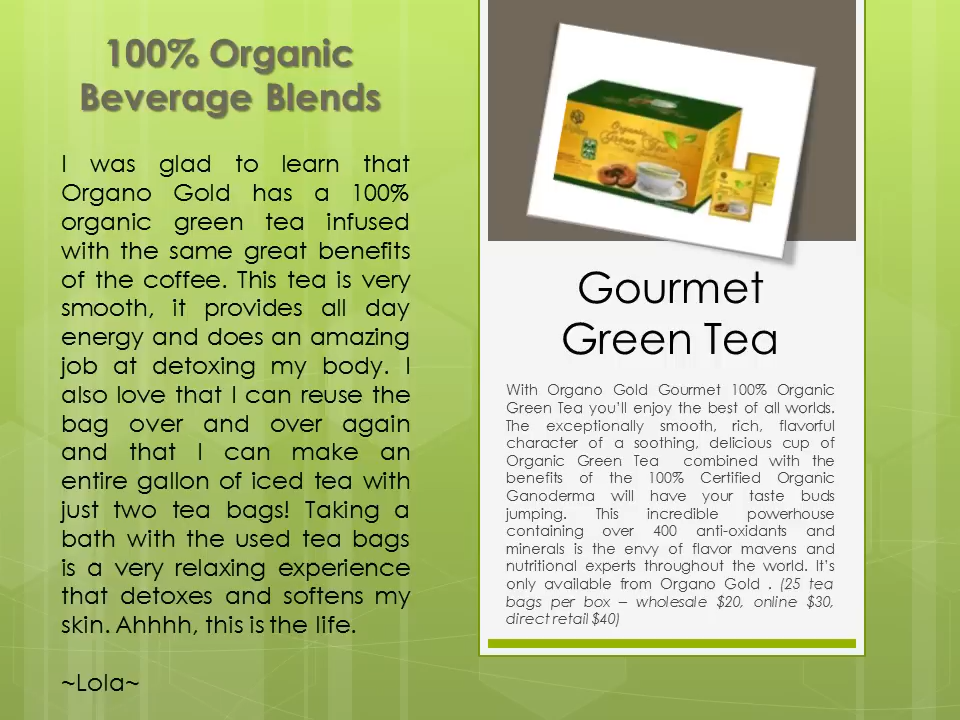 100% Organic
Beverage Blends
I was glad to learn that
Organo Gold has a 100%
organic green tea infused
with the same great benefits
of the coffee. This tea is very
smooth, it provides all day
energy and does an amazing
job at detoxing my body. I
also love that I can reuse the
bag over and over again
and that I can make an
entire gallon of iced tea with
just two tea bags! Taking a
bath with the used tea bags
is a very relaxing experience
that detoxes and softens my
skin. Ahhhh, this is the life.
~Lola~
Organic
Green Tea
Gourmet
Green Tea
With Organo Gold Gourmet 100% Organic
Green Tea you’ll enjoy the best of all worlds.
The exceptionally smooth, rich, flavorful
character of a soothing, delicious cup of
Organic Green Tea combined with the
benefits of the 100% Certified Organic
Ganoderma will have your taste buds
jumping. This incredible powerhouse
containing over 400 anti-oxidants and
minerals is the envy of flavor mavens and
nutritional experts throughout the world. It’s
only available from Organo Gold . (25 tea
bags per box – wholesale $20, online $30,
direct retail $40)